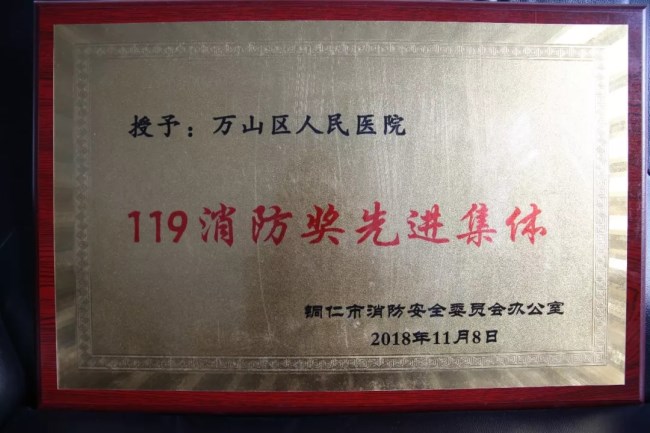 授予：万山区人民医院
119消防奖先进集体
铜仁市消防安全委员会办公室
2018年11月8日